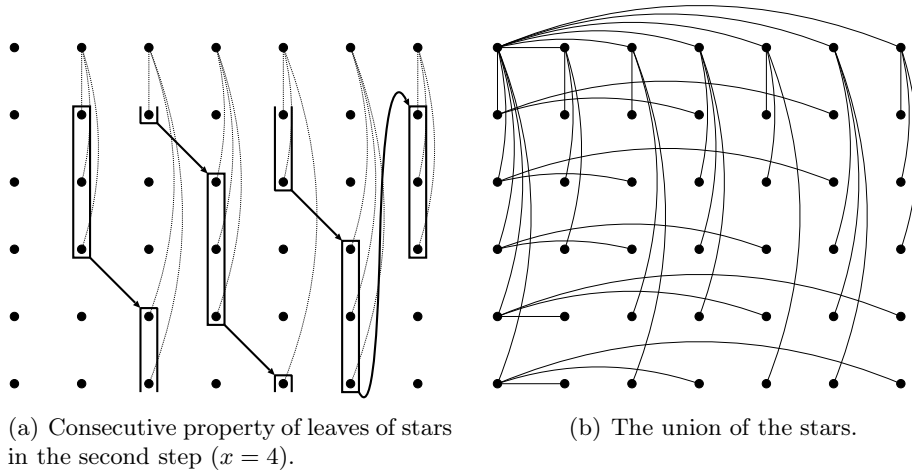 (a) Consecutive property of leaves of stars
in the second step (x = 4).
(b) The union of the stars.